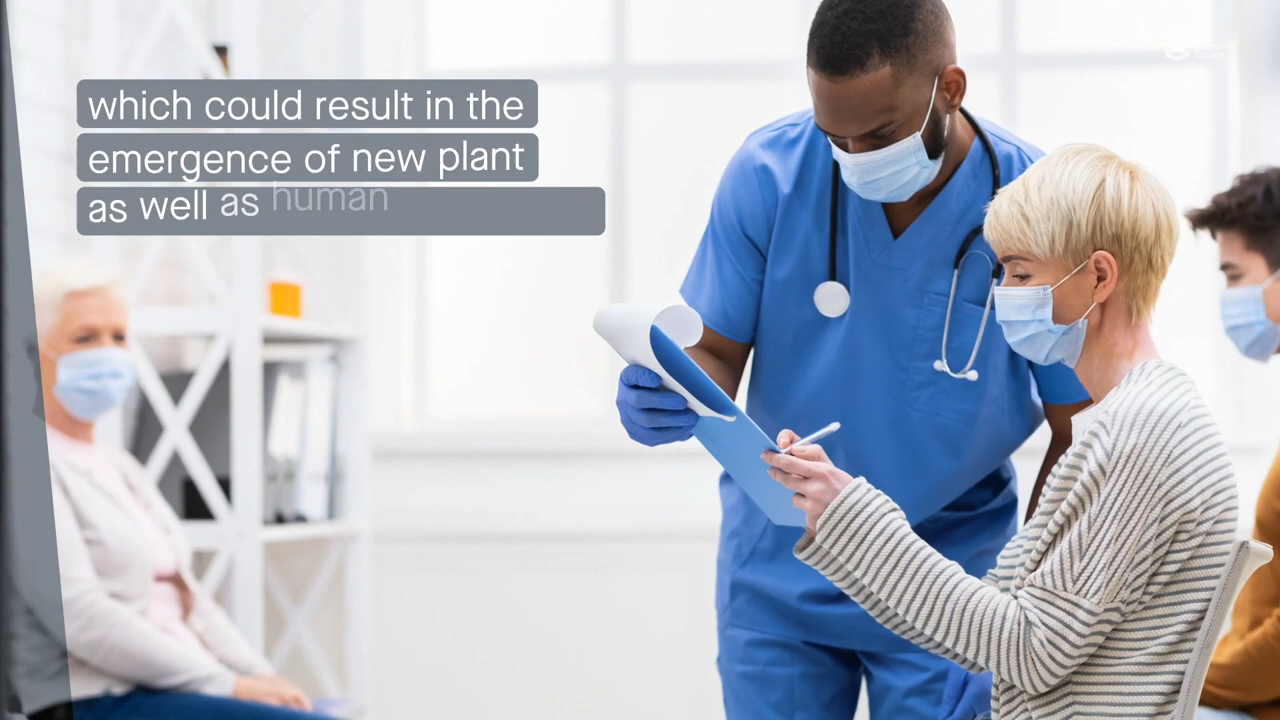 which could result in the
emergence of new plant
as well as human